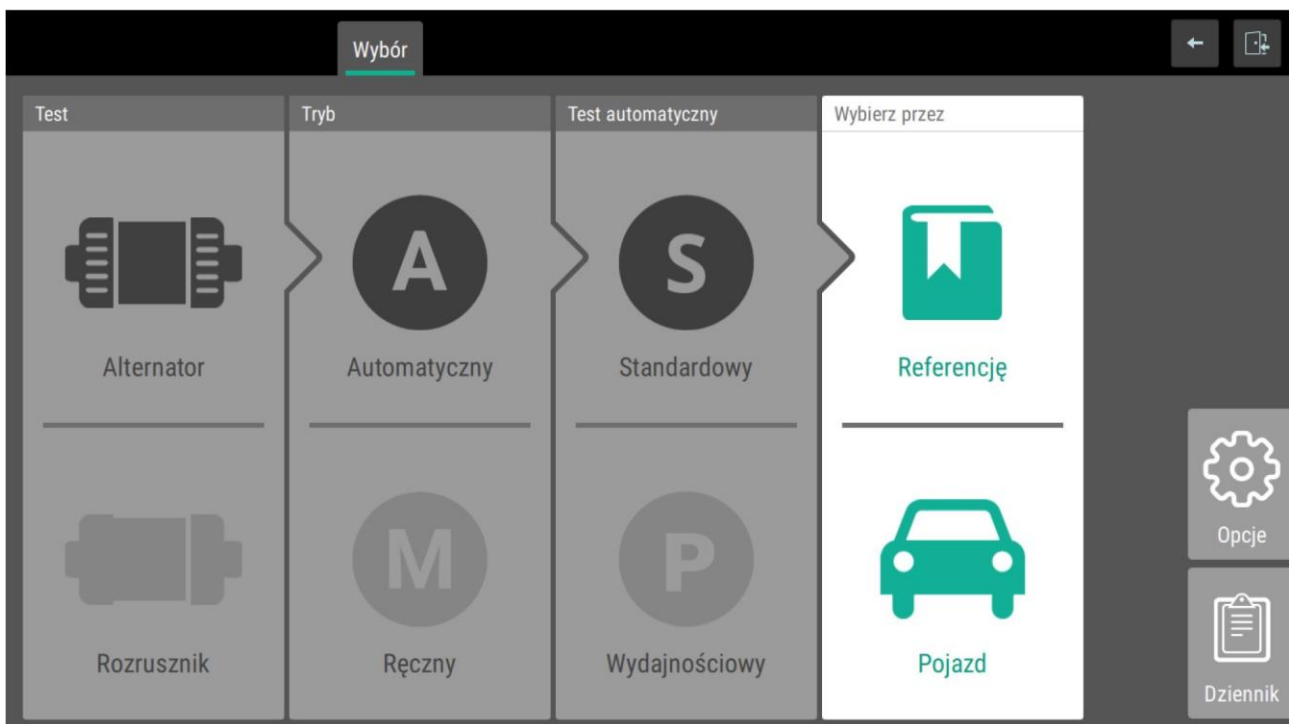 Wybór
Test
Tryb
Test automatyczny
Wybierz przez
A
S
Alternator
Automatyczny
Standardowy
Referencję
M
P
Opcje
Rozrusznik
Ręczny
Wydajnościowy
Pojazd
Dziennik